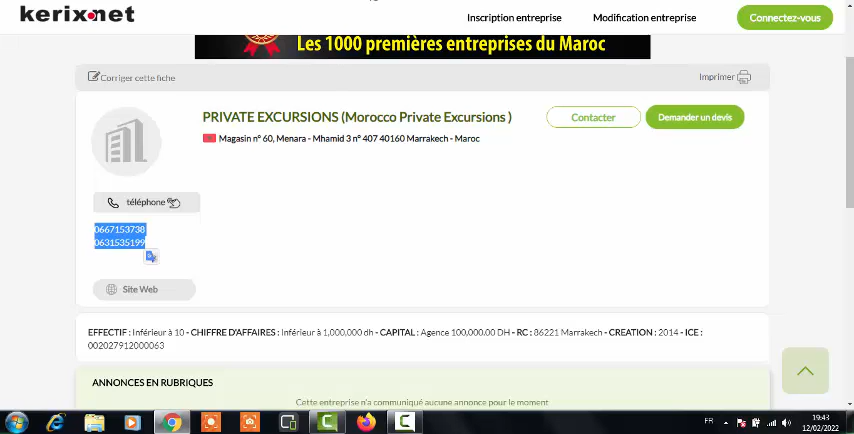 kerix.net
Inscription entreprise
Modification entreprise
Connectez-vous
Les 1000 premières entreprises du Maroc
Corriger cette fiche
Imprimer
PRIVATE EXCURSIONS (Morocco Private Excursions )
Contacter
Demander un devis
Magasin n° 60, Menara - Mhamid 3 n° 407 40160 Marrakech - Maroc
téléphone
0667153738
0631535199
Site Web
EFFECTIF : Inférieur à 10 - CHIFFRE D'AFFAIRES : Inférieur à 1,000,000 dh - CAPITAL : Agence 100,000.00 DH - RC : 86221 Marrakech - CREATION : 2014 - ICE :
002027912000063
ANNONCES EN RUBRIQUES
Cette entreprise n'a communiqué aucune annonce pour le moment
FR
19:43
12/02/2022